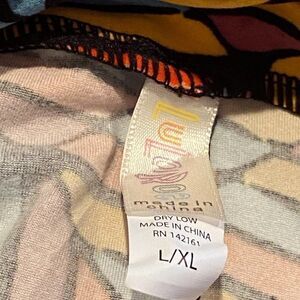 LuLaRoe
made in
china
DRY LOW
MADE IN CHINA
RN 142161
L/XL